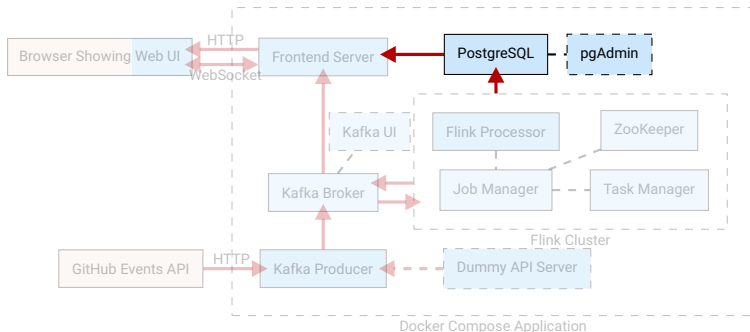 HTTP
PostgreSQL
pgAdmin
Browser Showing Web UI
Frontend Server
WebSocket
Kafka UI
Flink Processor
ZooKeeper
Kafka Broker
Job Manager
Task Manager
Flink Cluster
GitHub Events API
HTTP
Kafka Producer
Dummy API Server
Docker Compose Application